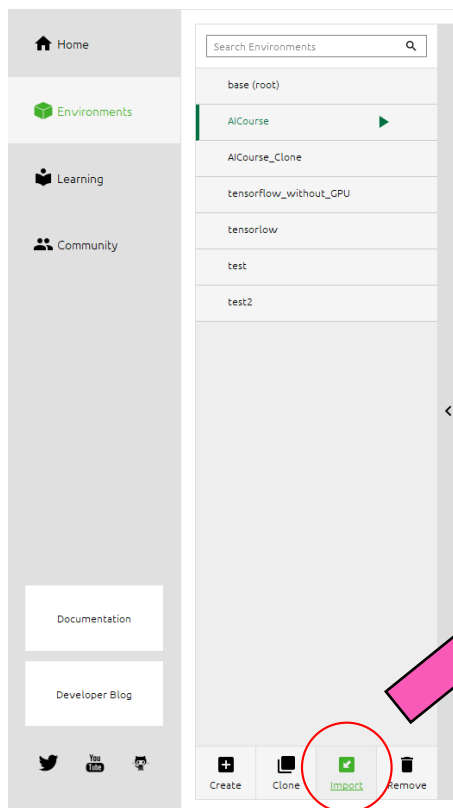 Home
Environments
Learning
Community
Documentation
Developer Blog
You
Tube
Search Environments
base (root)
AICourse
AICourse_Clone
tensorflow_without_GPU
tensorlow
test
test2
Create Clone Import Remove